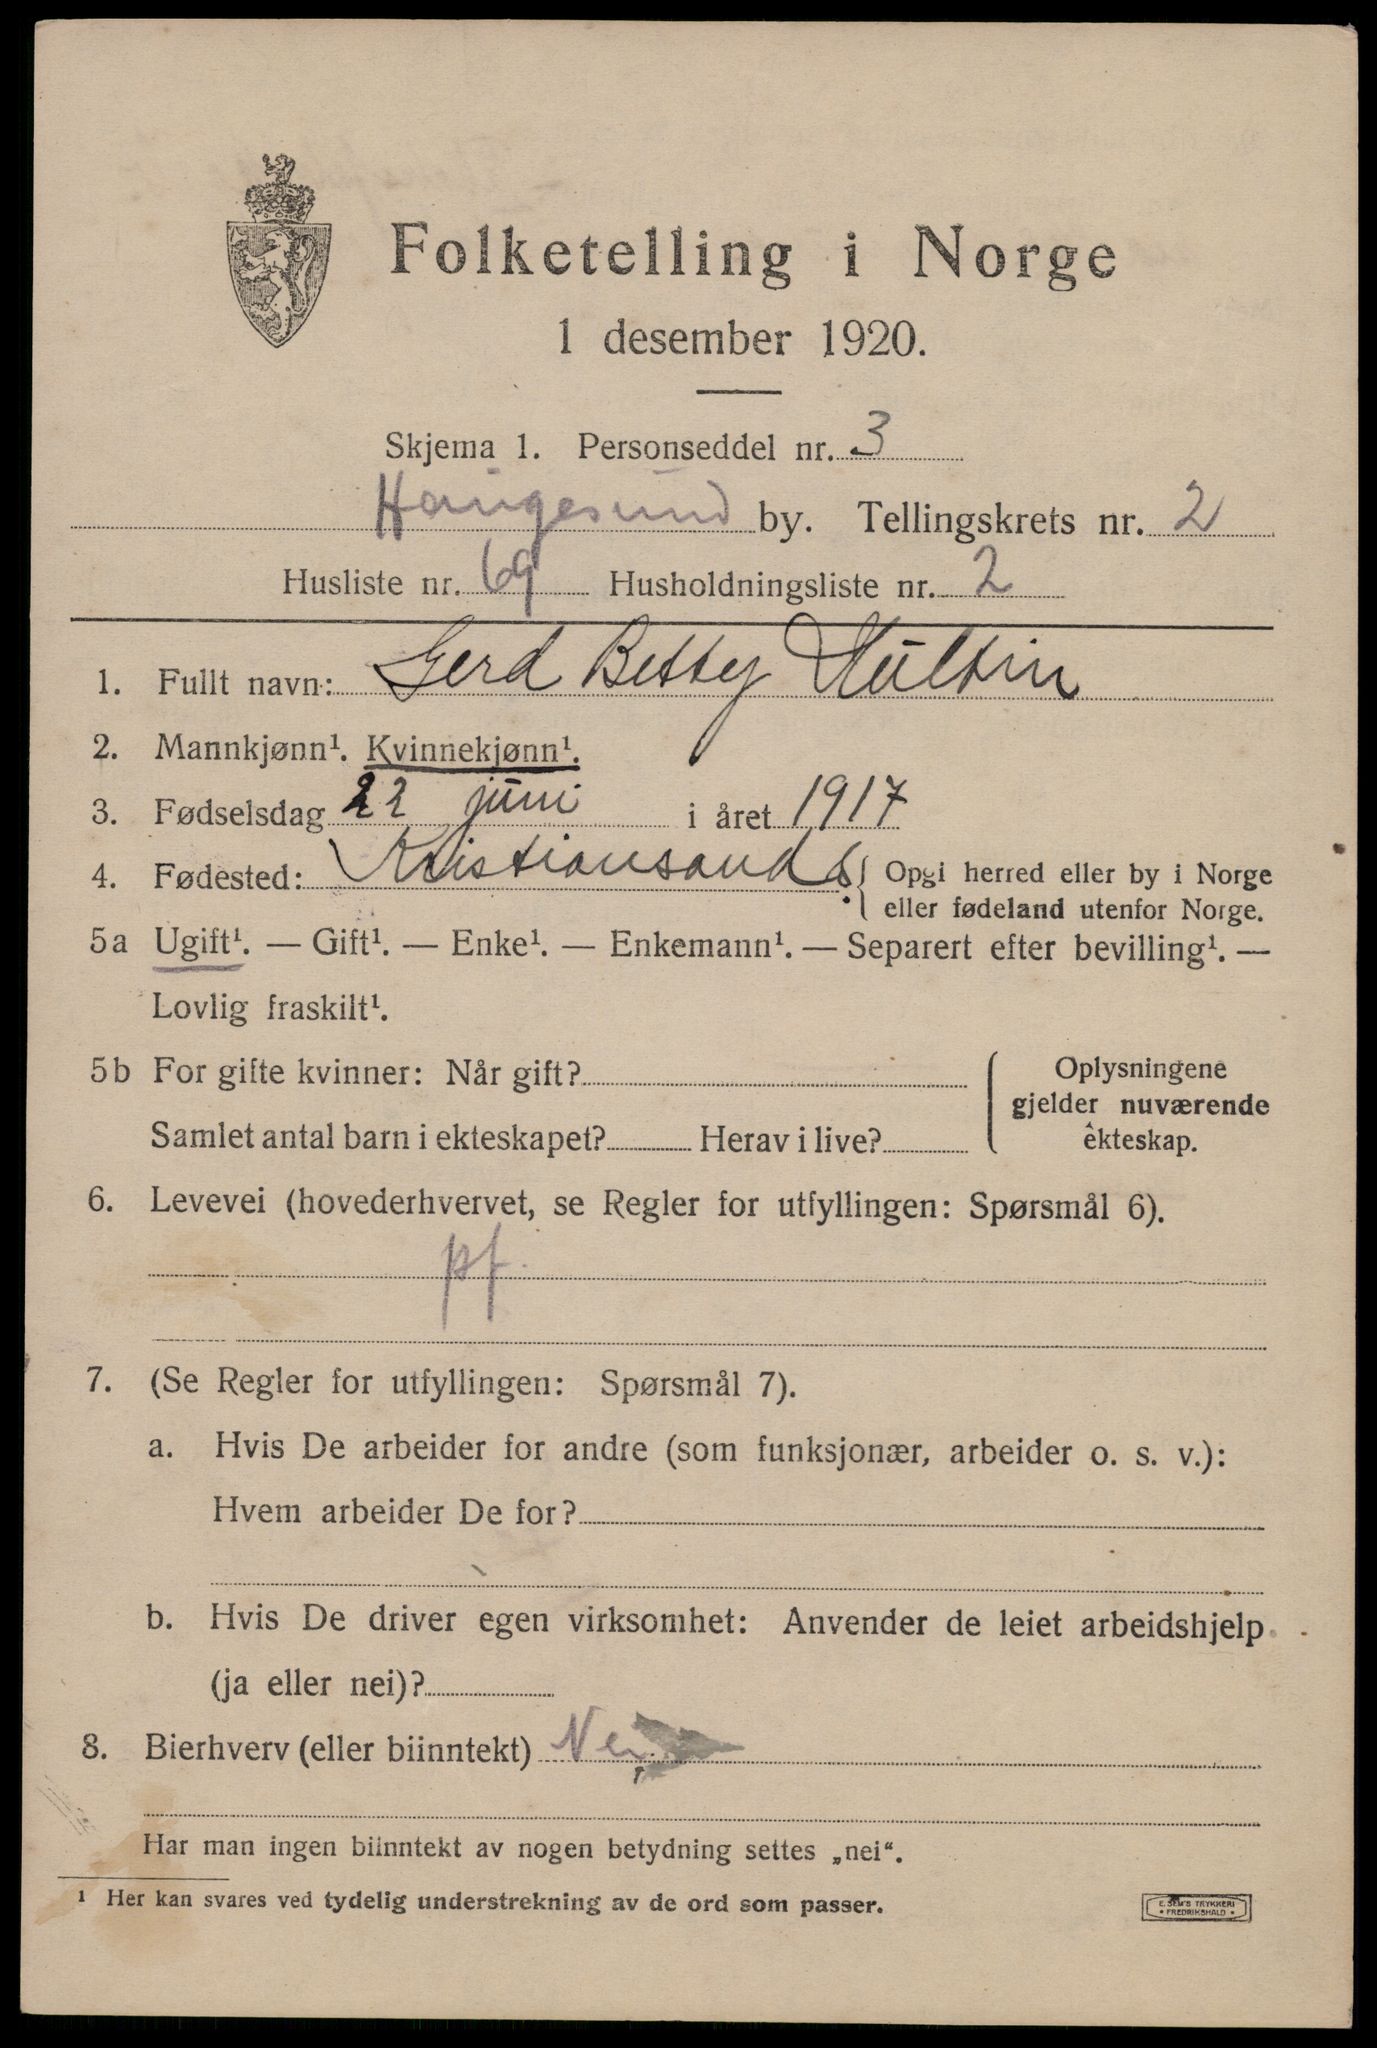 Folketelling i Norge
1 desember 1920.
Skjema 1. Personseddel nr. 3
Haugesund by. Tellingskrets nr. 2
Husliste nr. 69 Husholdningsliste nr. 2
1. Fullt navn: Gerd Betty Hultin
2. Mannkjønn¹. Kvinnekjønn¹.
3. Fødselsdag 22 juni i året 1917
4. Fødested: Kristiansand S. { Opgi herred eller by i Norge
eller fødeland utenfor Norge.
5a Ugift¹. — Gift¹. — Enke¹. — Enkemann¹. — Separert efter bevilling¹. —
Lovlig fraskilt¹.
5b For gifte kvinner: Når gift?
Samlet antal barn i ekteskapet? Herav i live?
Oplysningene
gjelder nuværende
êkteskap.
6. Levevei (hovederhvervet, se Regler for utfyllingen: Spørsmål 6).
pf.
7. (Se Regler for utfyllingen: Spørsmål 7).
a. Hvis De arbeider for andre (som funksjonær, arbeider o. s. v.):
Hvem arbeider De for?
b. Hvis De driver egen virksomhet: Anvender de leiet arbeidshjelp
(ja eller nei)?
8. Bierhverv (eller biinntekt) Nei
Har man ingen biinntekt av nogen betydning settes „nei“.
¹ Her kan svares ved tydelig understrekning av de ord som passer.
E. SEM'S TRYKKERI
* FREDRIKSHALD *